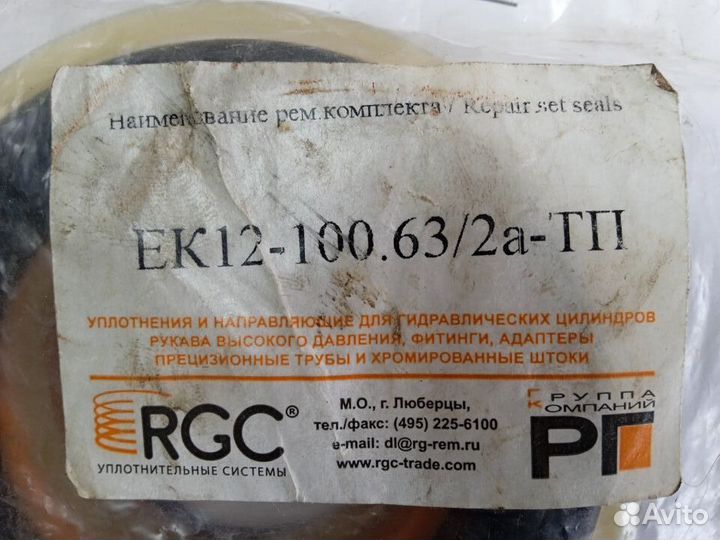 Наименование рем.комплекта / Repair set seals
ЕК12-100.63/2а-ТП
УПЛОТНЕНИЯ И НАПРАВЛЯЮЩИЕ ДЛЯ ГИДРАВЛИЧЕСКИХ ЦИЛИНДРОВ
РУКАВА ВЫСОКОГО ДАВЛЕНИЯ, ФИТИНГИ, АДАПТЕРЫ
ПРЕЦИЗИОННЫЕ ТРУБЫ И ХРОМИРОВАННЫЕ ШТОКИ
RGC®
УПЛОТНИТЕЛЬНЫЕ СИСТЕМЫ
М.О., г. Люберцы,
тел./факс: (495) 225-6100
e-mail: dl@rg-rem.ru
www.rgc-trade.com
ГРУППА
КОМПАНИЙ
РГ
Avito